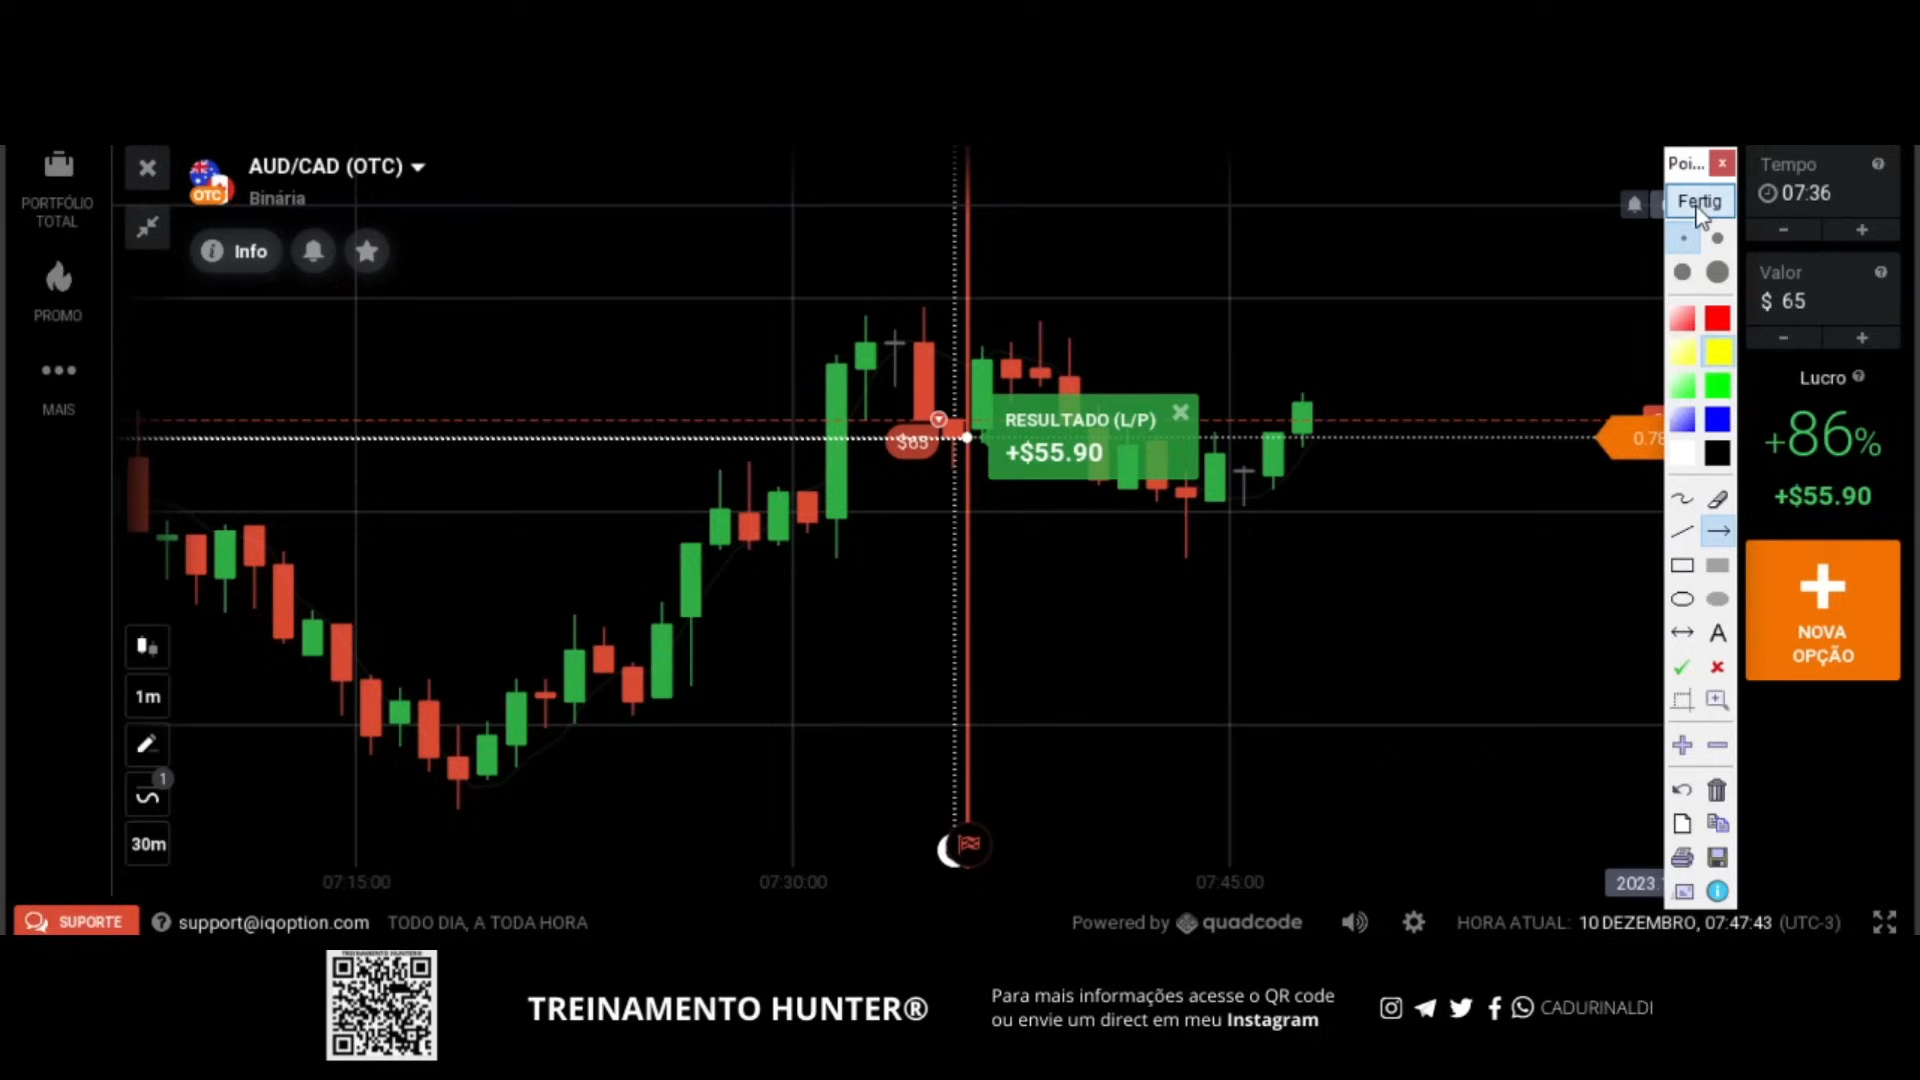 PORTFÓLIO
TOTAL
PROMO
MAIS
AUD/CAD (OTC)
OTC
Binária
Info
$65
RESULTADO (L/P)
+$55.90
1m
1
30m
07:15:00
07:30:00
07:45:00
Poi...
Fertig
A
Tempo
07:36
Valor
$ 65
Lucro
+86%
+$55.90
NOVA
OPÇÃO
SUPORTE
support@iqoption.com
TODO DIA, A TODA HORA
Powered by quadcode
HORA ATUAL: 10 DEZEMBRO, 07:47:43 (UTC-3)
TREINAMENTO HUNTER®
Para mais informações acesse o QR code
ou envie um direct em meu Instagram
CADURINALDI